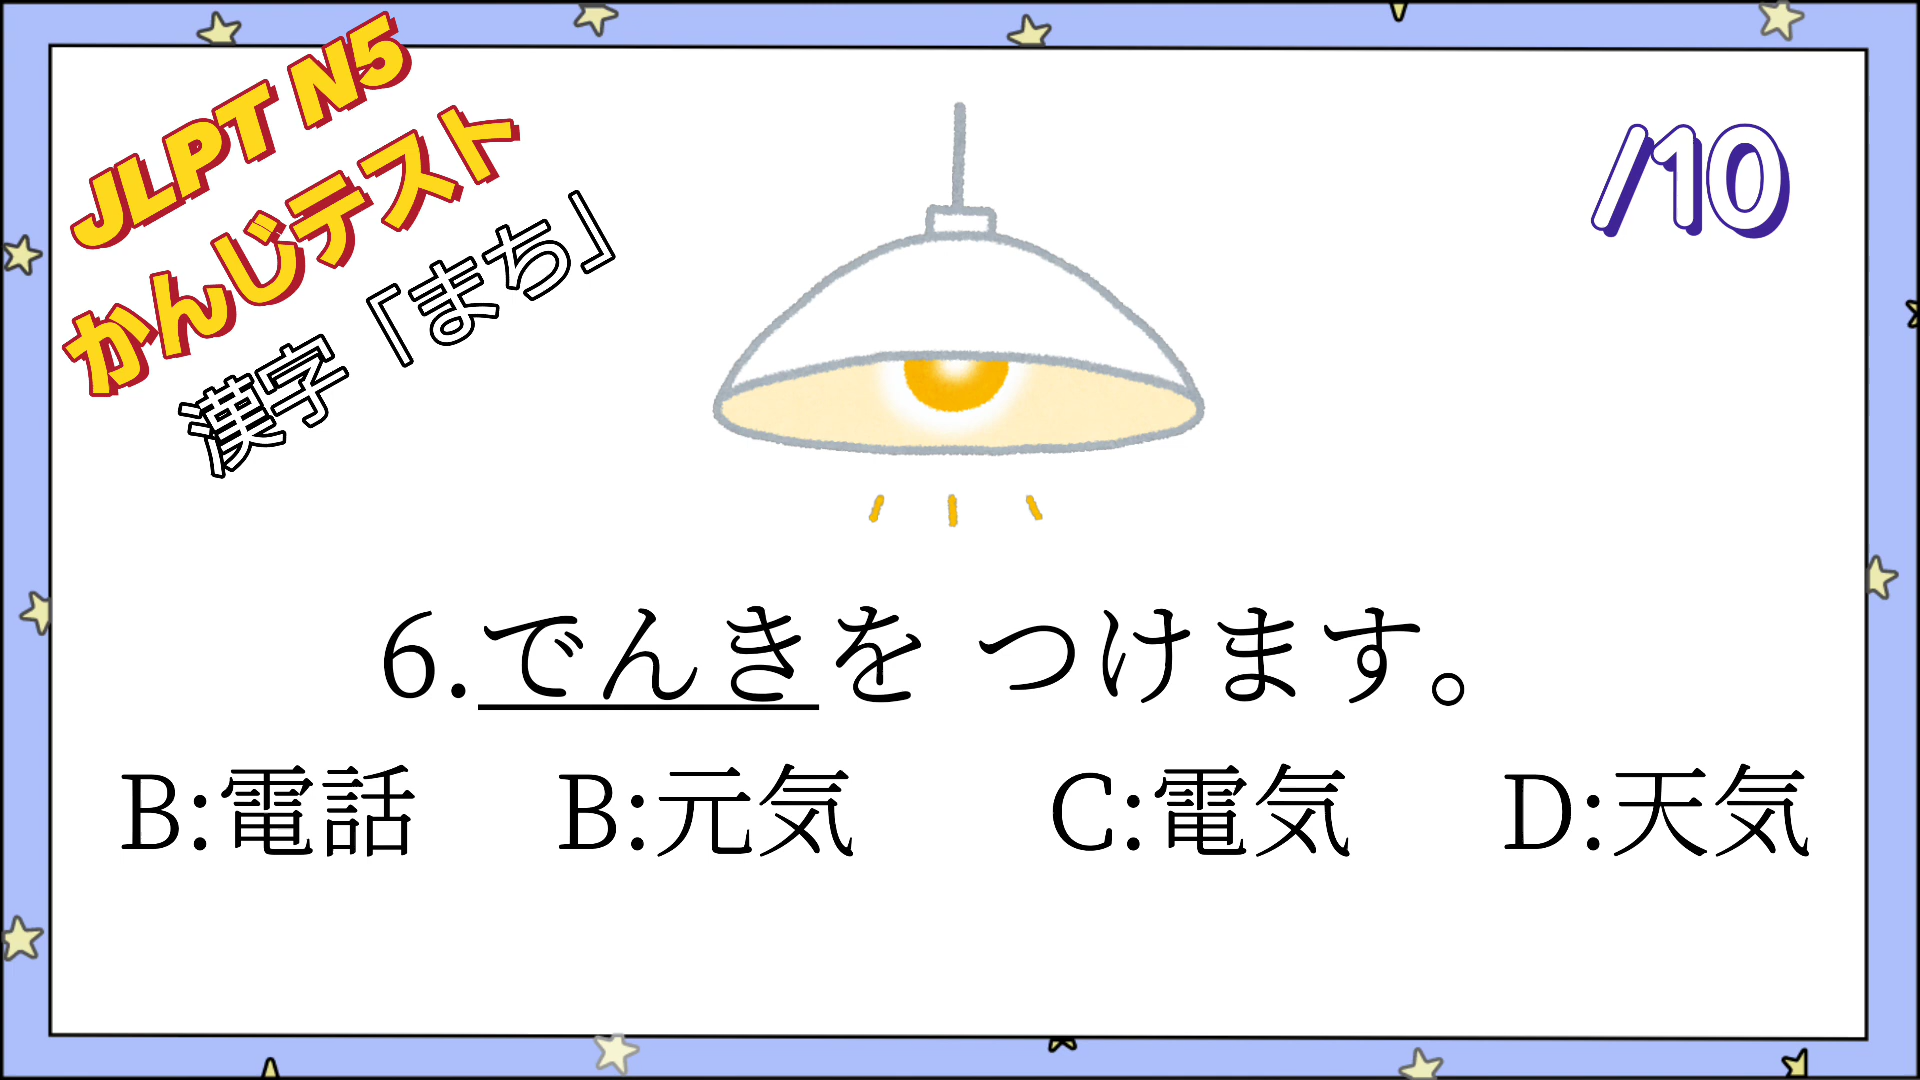 JLPT N5
かんじテスト
漢字「まち」
/10
6.でんきを つけます。
B:電話 B:元気 C:電気 D:天気